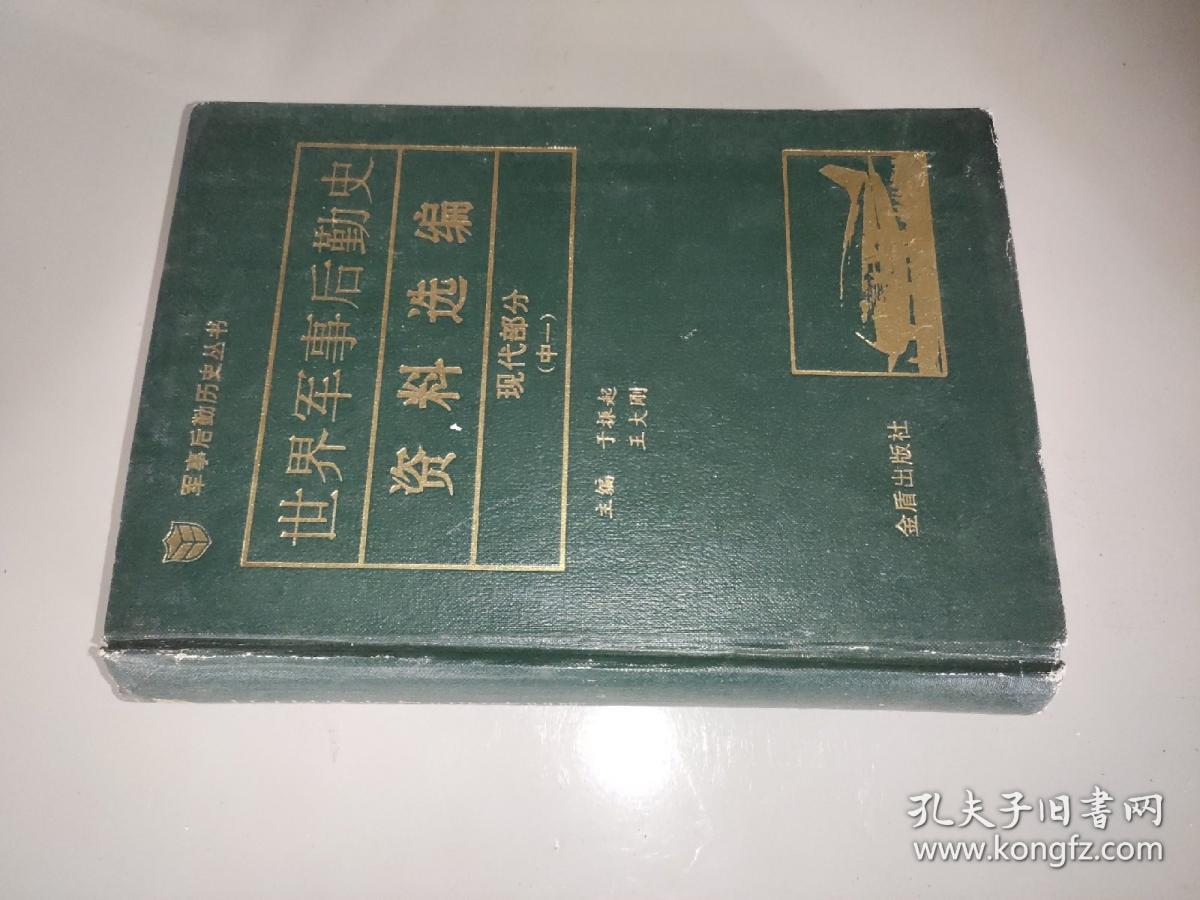 军事后勤历史丛书
世界军事后勤史
资料选编
现代部分
(中一)
主编 于振起
王大刚
金盾出版社
孔夫子旧书网
www.kongfz.com